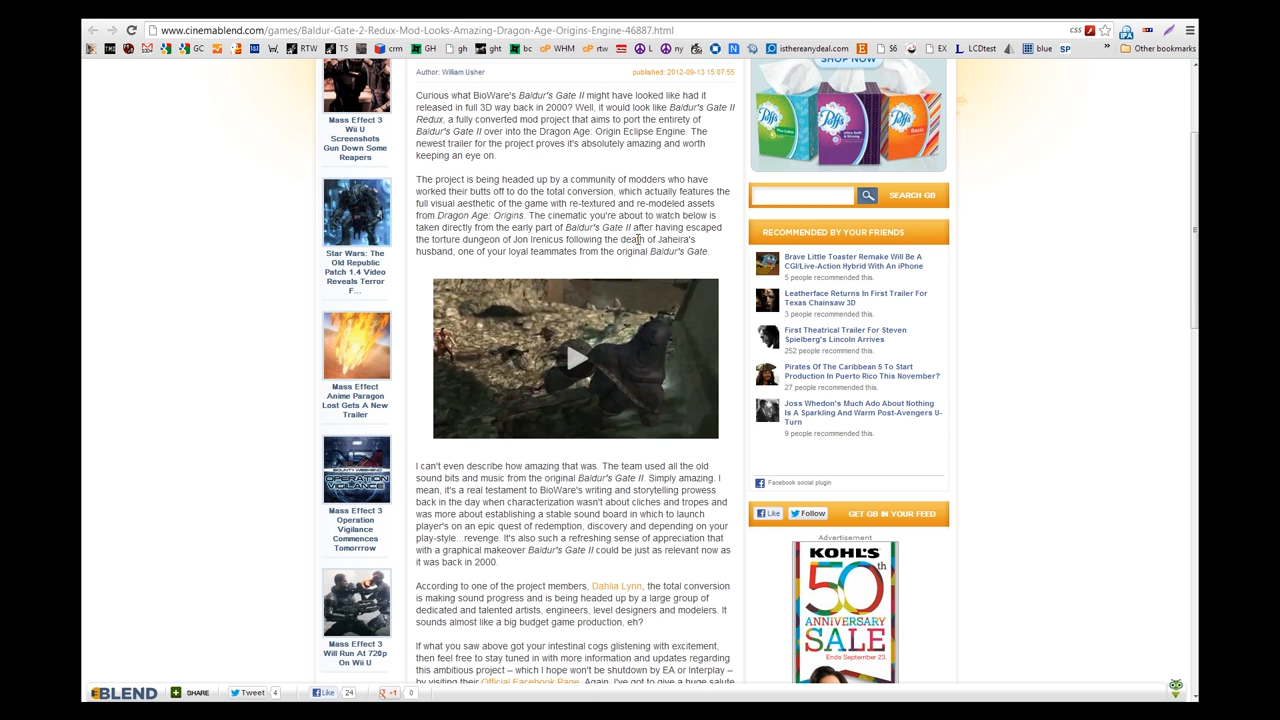 www.cinemablend.com/games/Baldur-Gate-2-Redux-Mod-Looks-Amazing-Dragon-Age-Origins-Engine-46887.html
CSS
GC RTW TS crm GH gh ght bc WHM rtw L ny isthereanydeal.com S6 EX LCDtest blue SP » Other bookmarks
Mass Effect 3
Wii U
Screenshots
Gun Down Some
Reapers
Star Wars: The
Old Republic
Patch 1.4 Video
Reveals Terror
F...
Mass Effect
Anime Paragon
Lost Gets A New
Trailer
OPERATION
VIGILANCE
Mass Effect 3
Operation
Vigilance
Commences
Tomorrrow
Mass Effect 3
Will Run At 720p
On Wii U
Author: William Usher published: 2012-09-13 15:07:55
Curious what BioWare's Baldur's Gate II might have looked like had it
released in full 3D way back in 2000? Well, it would look like Baldur's Gate II
Redux, a fully converted mod project that aims to port the entirety of
Baldur's Gate II over into the Dragon Age: Origin Eclipse Engine. The
newest trailer for the project proves it's absolutely amazing and worth
keeping an eye on.
The project is being headed up by a community of modders who have
worked their butts off to do the total conversion, which actually features the
full visual aesthetic of the game with re-textured and re-modeled assets
from Dragon Age: Origins. The cinematic you're about to watch below is
taken directly from the early part of Baldur's Gate II after having escaped
the torture dungeon of Jon Irenicus following the death of Jaheira's
husband, one of your loyal teammates from the original Baldur's Gate.
I can't even describe how amazing that was. The team used all the old
sound bits and music from the original Baldur's Gate II. Simply amazing. I
mean, it's a real testament to BioWare's writing and storytelling prowess
back in the day when characterization wasn't about cliches and tropes and
was more about establishing a stable sound board in which to launch
player's on an epic quest of redemption, discovery and depending on your
play-style...revenge. It's also such a refreshing sense of appreciation that
with a graphical makeover Baldur's Gate II could be just as relevant now as
it was back in 2000.
According to one of the project members, Dahlia Lynn, the total conversion
is making sound progress and is being headed up by a large group of
dedicated and talented artists, engineers, level designers and modelers. It
sounds almost like a big budget game production, eh?
If what you saw above got your intestinal cogs glistening with excitement,
then feel free to stay tuned in with more information and updates regarding
this ambitious project – which I hope won't be shutdown by EA or Interplay –
by visiting their Official Facebook Page. Again, I've got to give a huge salute
SHOP NOW
Puffs Puffs Puffs
SEARCH GB
RECOMMENDED BY YOUR FRIENDS
Brave Little Toaster Remake Will Be A
CGI/Live-Action Hybrid With An iPhone
5 people recommended this.
Leatherface Returns In First Trailer For
Texas Chainsaw 3D
3 people recommended this.
First Theatrical Trailer For Steven
Spielberg's Lincoln Arrives
252 people recommend this.
Pirates Of The Caribbean 5 To Start
Production In Puerto Rico This November?
27 people recommended this.
Joss Whedon's Much Ado About Nothing
Is A Sparkling And Warm Post-Avengers U-
Turn
9 people recommended this.
Facebook social plugin
Like Follow GET GB IN YOUR FEED
Advertisement
KOHL'S
50th
ANNIVERSARY
SALE
Ends September 23.
BLEND SHARE Tweet 4 Like 24 +1 0